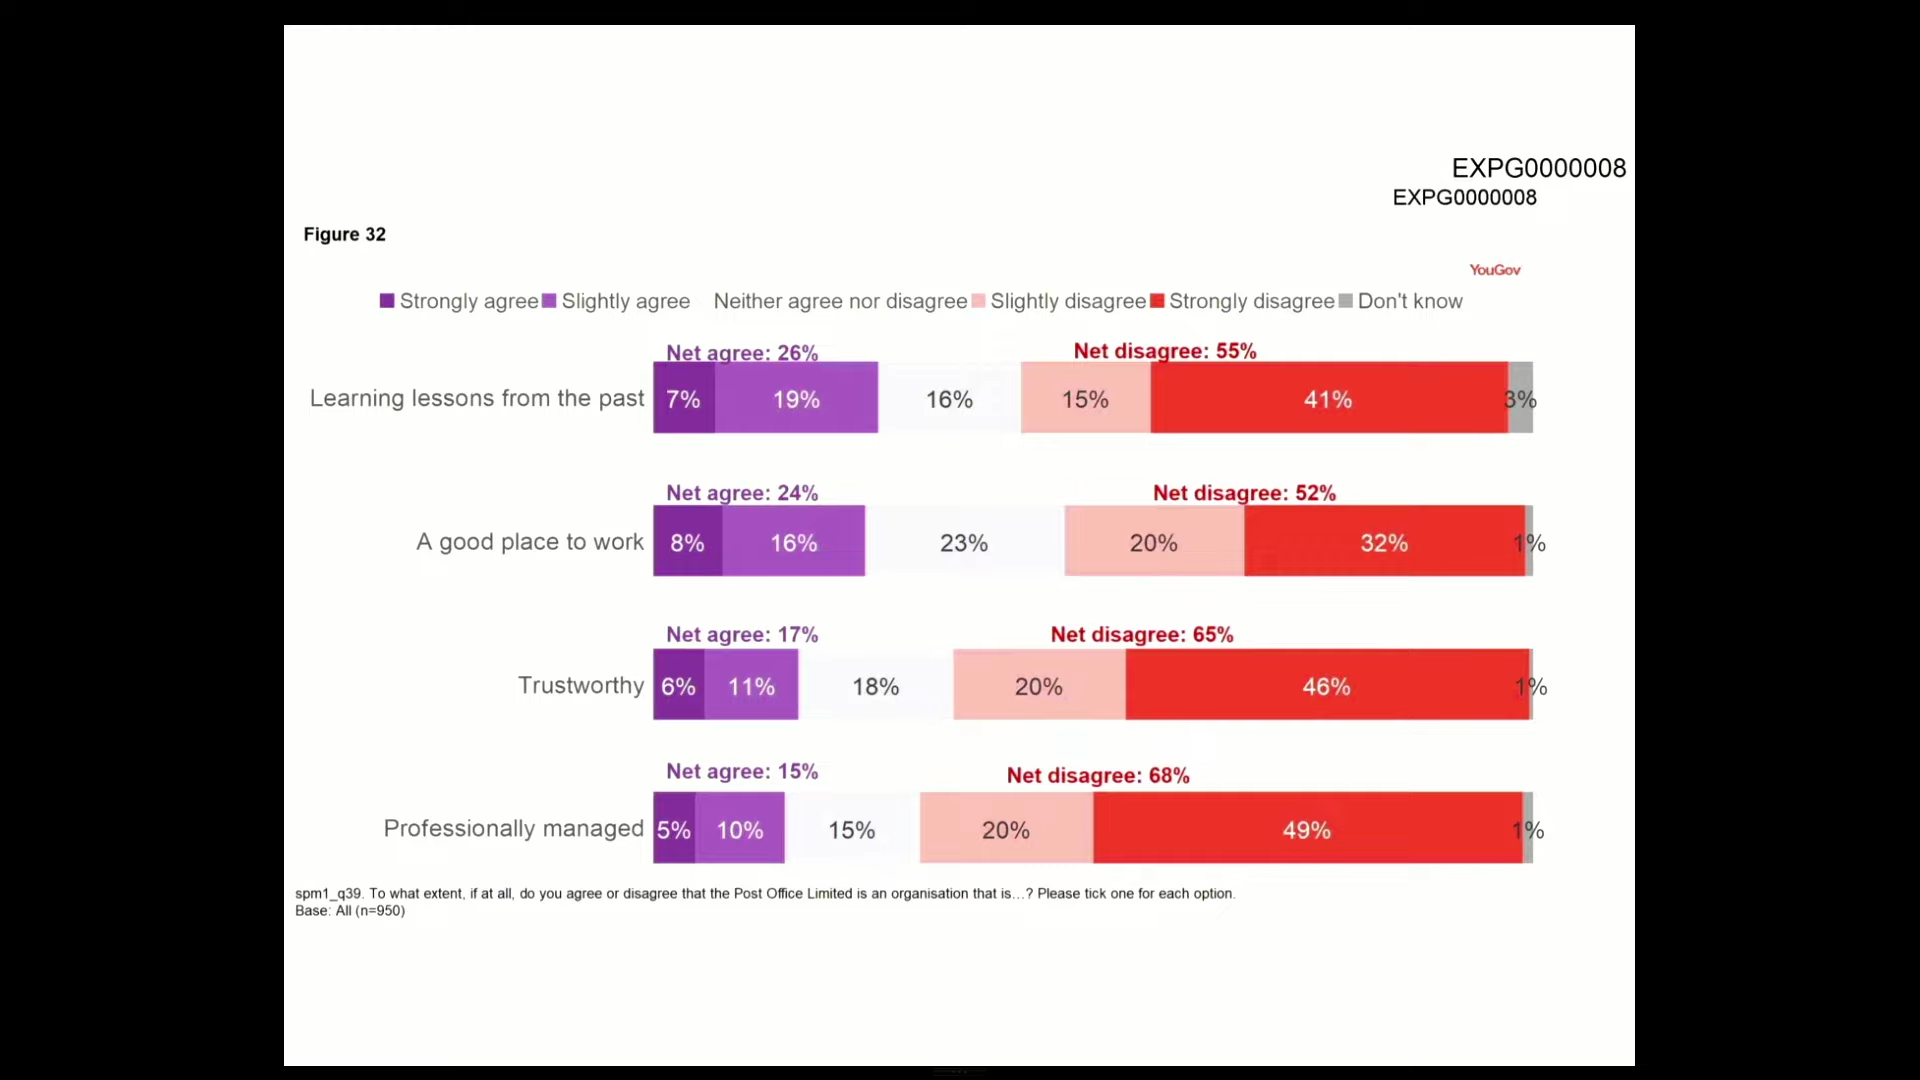 EXPG0000008
EXPG0000008
Figure 32
YouGov
Strongly agree Slightly agree Neither agree nor disagree Slightly disagree Strongly disagree Don't know
Net agree: 26% Net disagree: 55%
Learning lessons from the past 7% 19% 16% 15% 41% 3%
Net agree: 24% Net disagree: 52%
A good place to work 8% 16% 23% 20% 32% 1%
Net agree: 17% Net disagree: 65%
Trustworthy 6% 11% 18% 20% 46% 1%
Net agree: 15% Net disagree: 68%
Professionally managed 5% 10% 15% 20% 49% 1%
spm1_q39. To what extent, if at all, do you agree or disagree that the Post Office Limited is an organisation that is...? Please tick one for each option.
Base: All (n=950)